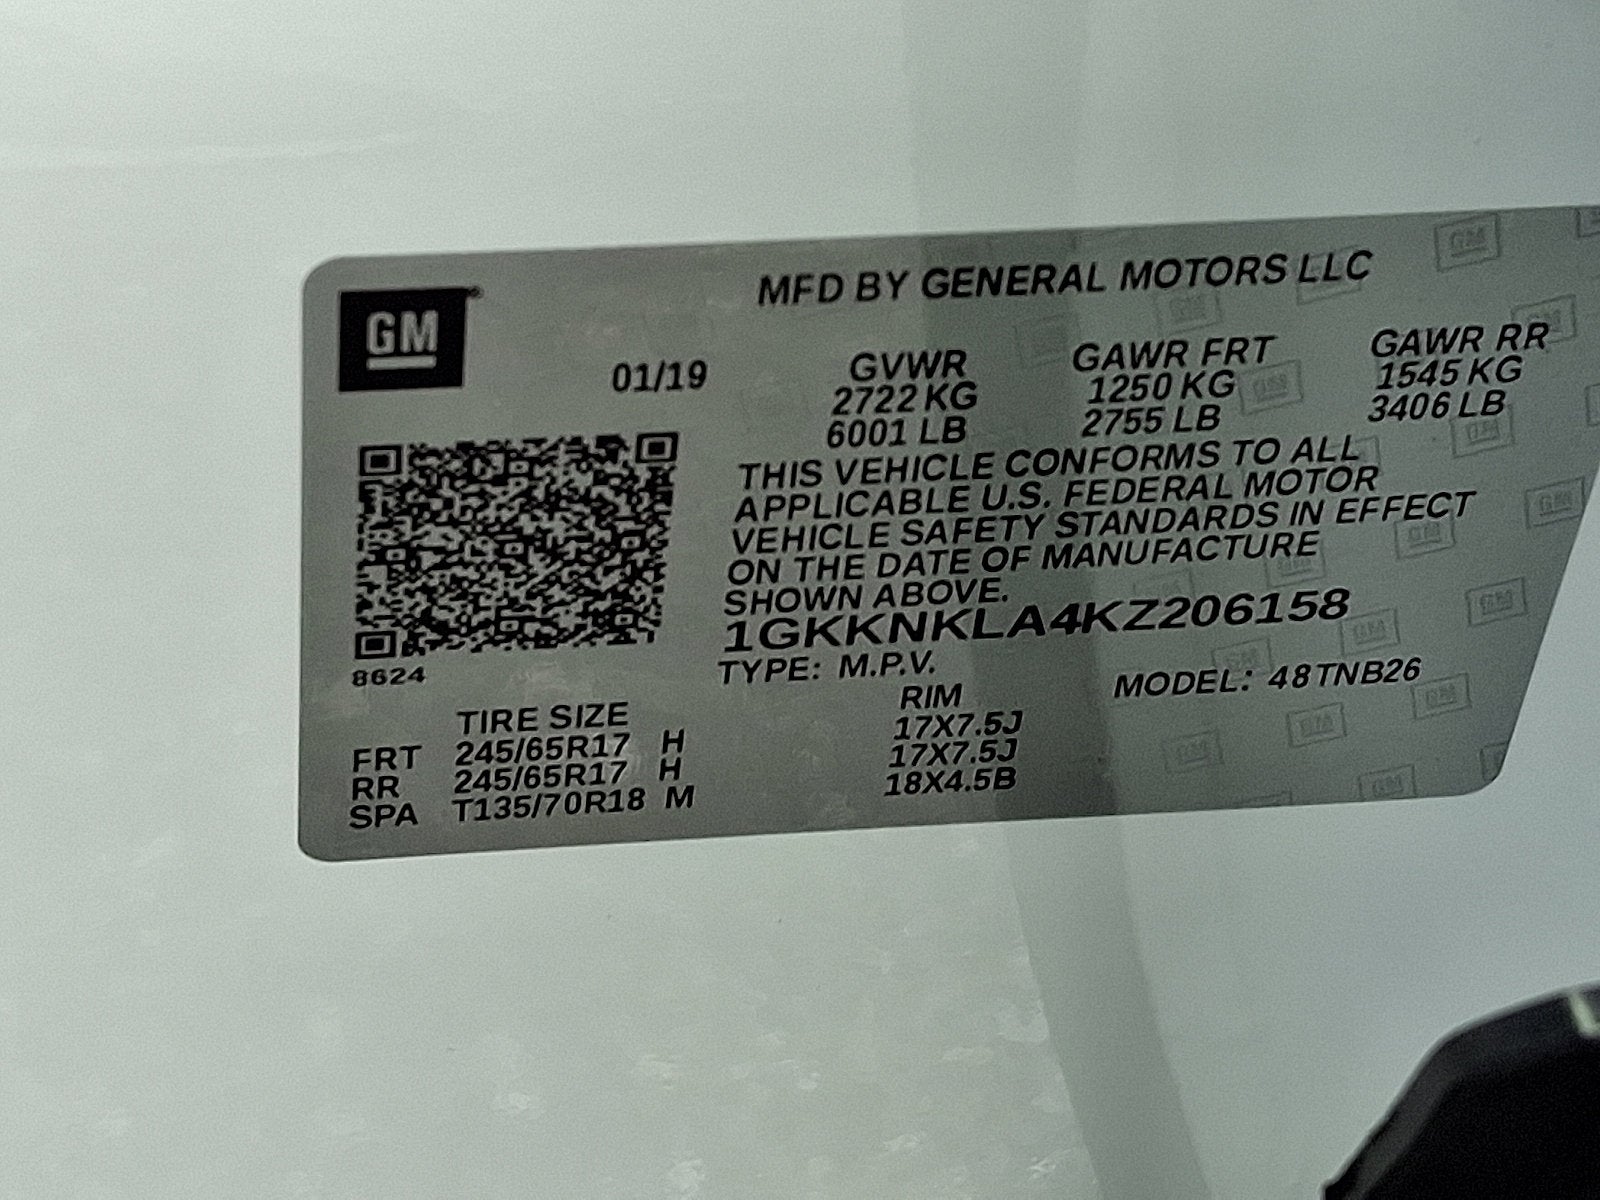 GM
MFD BY GENERAL MOTORS LLC
01/19
GVWR GAWR FRT GAWR RR
2722 KG 1250 KG 1545 KG
6001 LB 2755 LB 3406 LB
THIS VEHICLE CONFORMS TO ALL
APPLICABLE U.S. FEDERAL MOTOR
VEHICLE SAFETY STANDARDS IN EFFECT
ON THE DATE OF MANUFACTURE
SHOWN ABOVE.
1GKKNKLA4KZ206158
8624
TYPE: M.P.V. MODEL: 48TNB26
TIRE SIZE RIM
FRT 245/65R17 H 17X7.5J
RR 245/65R17 H 17X7.5J
SPA T135/70R18 M 18X4.5B